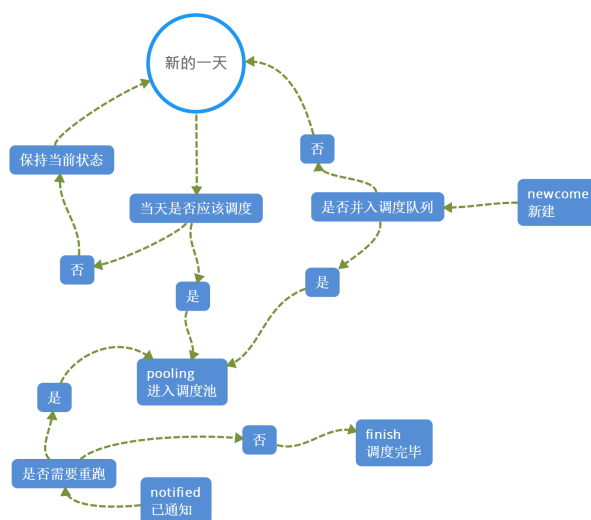 新的一天
否
保持当前状态
newcome
新建
当天是否应该调度
是否并入调度队列
否
是
是
pooling
进入调度池
是
否
finish
调度完毕
是否需要重跑
notified
已通知